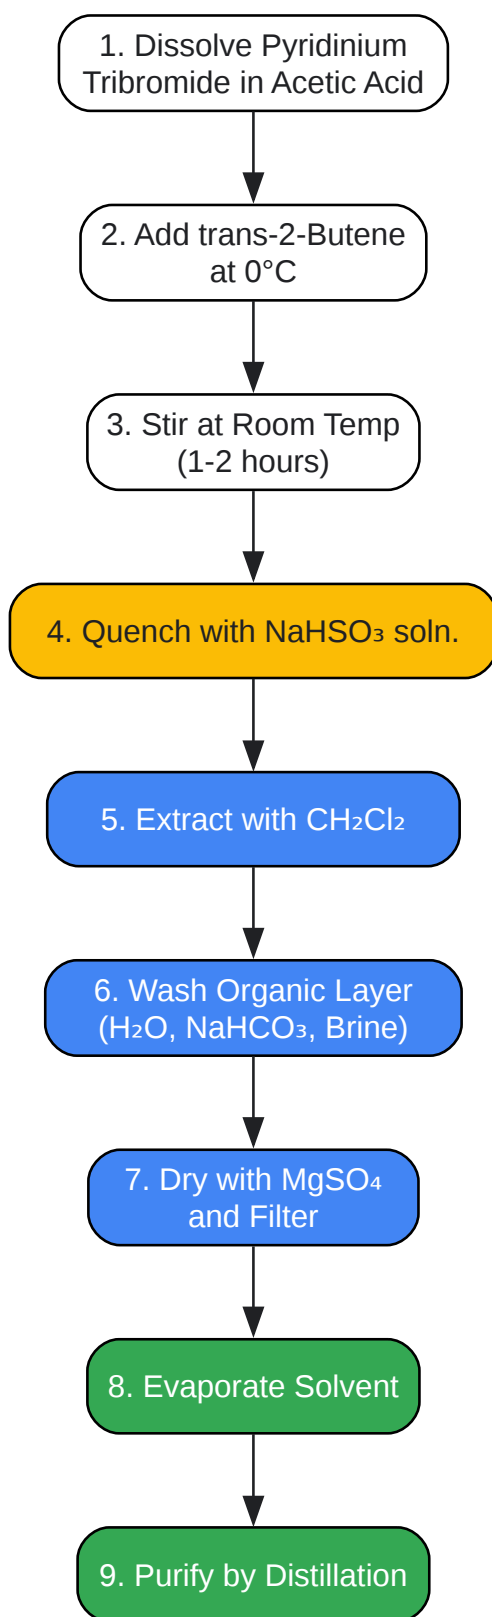 1. Dissolve Pyridinium
Tribromide in Acetic Acid
2. Add trans-2-Butene
at 0°C
3. Stir at Room Temp
(1-2 hours)
4. Quench with NaHSO₃ soln.
5. Extract with CH₂Cl₂
6. Wash Organic Layer
(H₂O, NaHCO₃, Brine)
7. Dry with MgSO₄
and Filter
8. Evaporate Solvent
9. Purify by Distillation